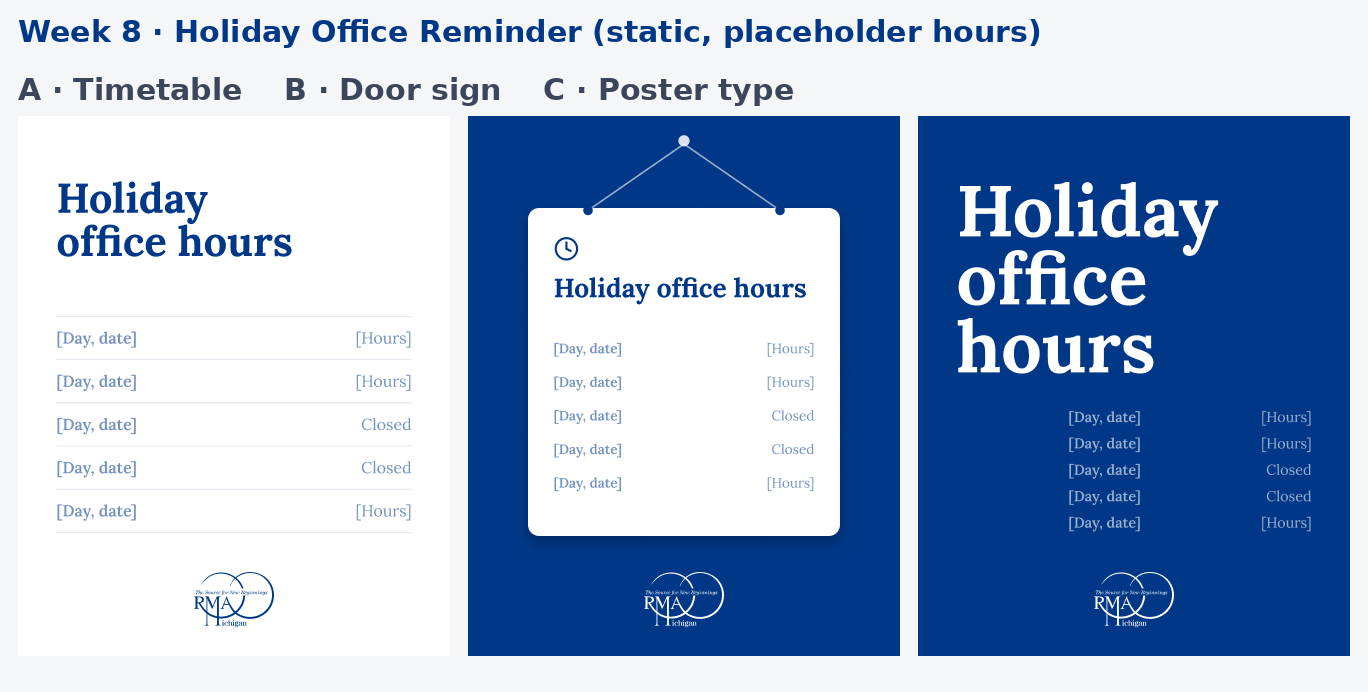 Week 8 · Holiday Office Reminder (static, placeholder hours)
A · Timetable B · Door sign C · Poster type
Holiday
office hours
[Day, date] [Hours]
[Day, date] [Hours]
[Day, date] Closed
[Day, date] Closed
[Day, date] [Hours]
The Source for New Beginnings
RMA
Michigan
Holiday office hours
[Day, date] [Hours]
[Day, date] [Hours]
[Day, date] Closed
[Day, date] Closed
[Day, date] [Hours]
The Source for New Beginnings
RMA
Michigan
Holiday
office
hours
[Day, date] [Hours]
[Day, date] [Hours]
[Day, date] Closed
[Day, date] Closed
[Day, date] [Hours]
The Source for New Beginnings
RMA
Michigan